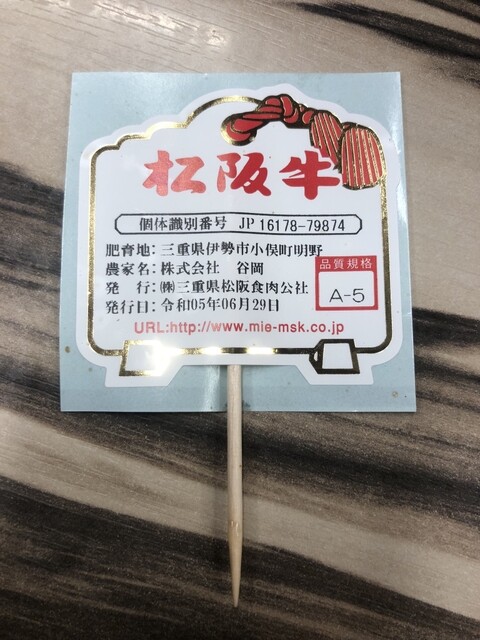 松阪牛
個体識別番号 JP 16178-79874
肥育地: 三重県伊勢市小俣町明野
農家名: 株式会社 谷岡
品質規格
発 行: ㈱三重県松阪食肉公社
A-5
発行日: 令和05年06月29日
URL:http://www.mie-msk.co.jp